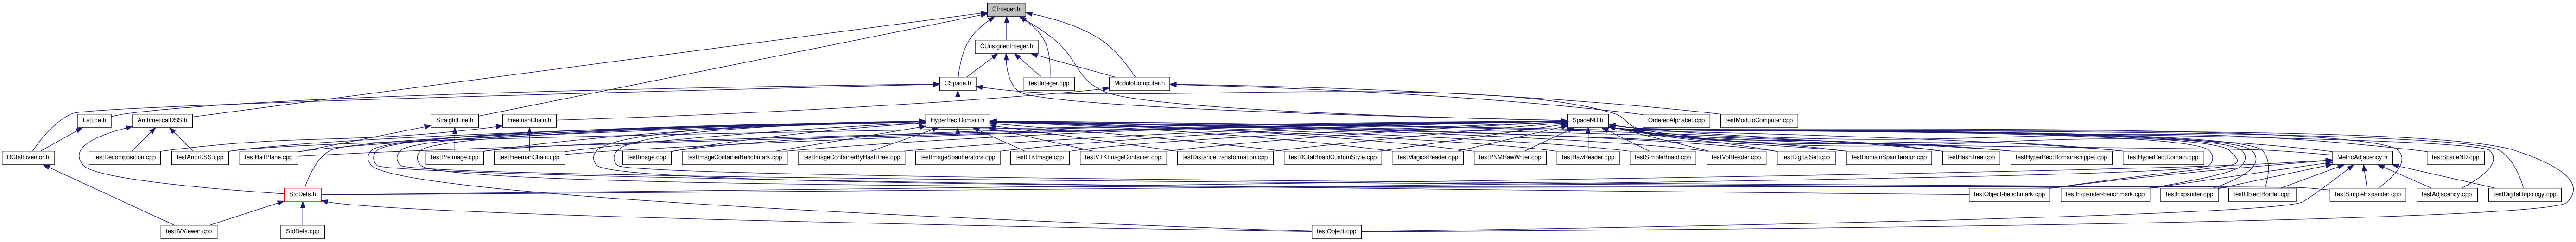 CInteger.h
CUnsignedInteger.h
CSpace.h
testInteger.cpp
ModuloComputer.h
Lattice.h
ArithmeticalDSS.h
StraightLine.h
FreemanChain.h
HyperRectDomain.h
SpaceND.h
OrderedAlphabet.cpp
testModuloComputer.cpp
DGtalInventor.h
testDecomposition.cpp
testArithDSS.cpp
testHalfPlane.cpp
testPreimage.cpp
testFreemanChain.cpp
testImage.cpp
testImageContainerBenchmark.cpp
testImageContainerByHashTree.cpp
testImageSpanIterators.cpp
testITKImage.cpp
testVTKImageContainer.cpp
testDistanceTransformation.cpp
testDGtalBoardCustomStyle.cpp
testMagickReader.cpp
testPNMRawWriter.cpp
testRawReader.cpp
testSimpleBoard.cpp
testVolReader.cpp
testDigitalSet.cpp
testDomainSpanIterator.cpp
testHashTree.cpp
testHyperRectDomain-snippet.cpp
testHyperRectDomain.cpp
MetricAdjacency.h
testSpaceND.cpp
StdDefs.h
testObject-benchmark.cpp
testExpander-benchmark.cpp
testExpander.cpp
testObjectBorder.cpp
testSimpleExpander.cpp
testAdjacency.cpp
testDigitalTopology.cpp
testIVViewer.cpp
StdDefs.cpp
testObject.cpp